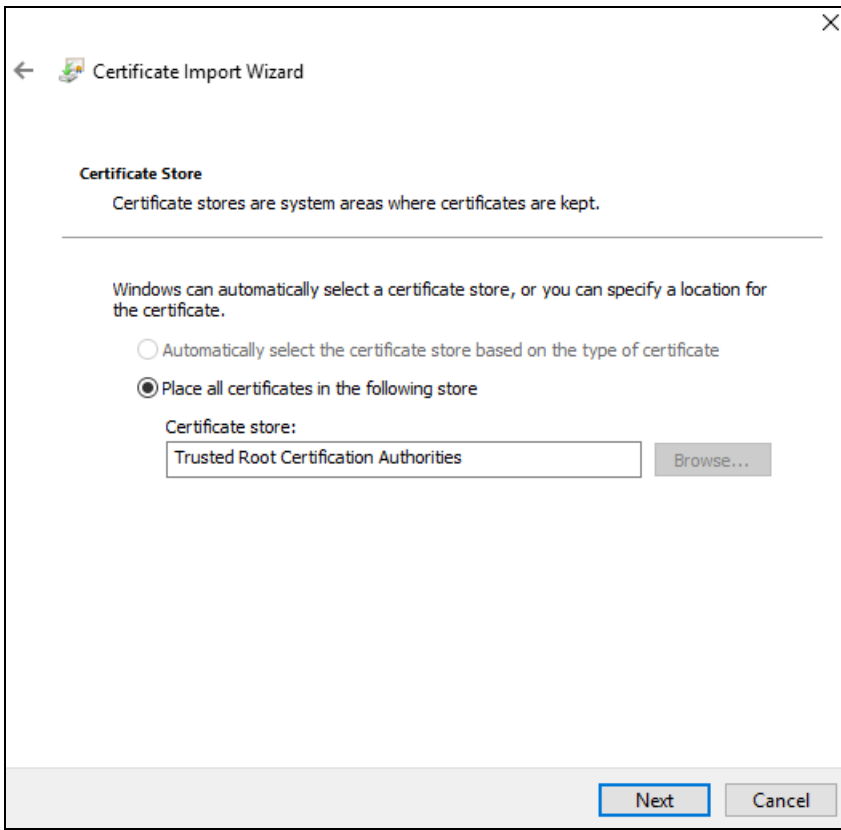 Certificate Import Wizard
Certificate Store
Certificate stores are system areas where certificates are kept.
Windows can automatically select a certificate store, or you can specify a location for
the certificate.
Automatically select the certificate store based on the type of certificate
Place all certificates in the following store
Certificate store:
Trusted Root Certification Authorities
Browse...
Next
Cancel